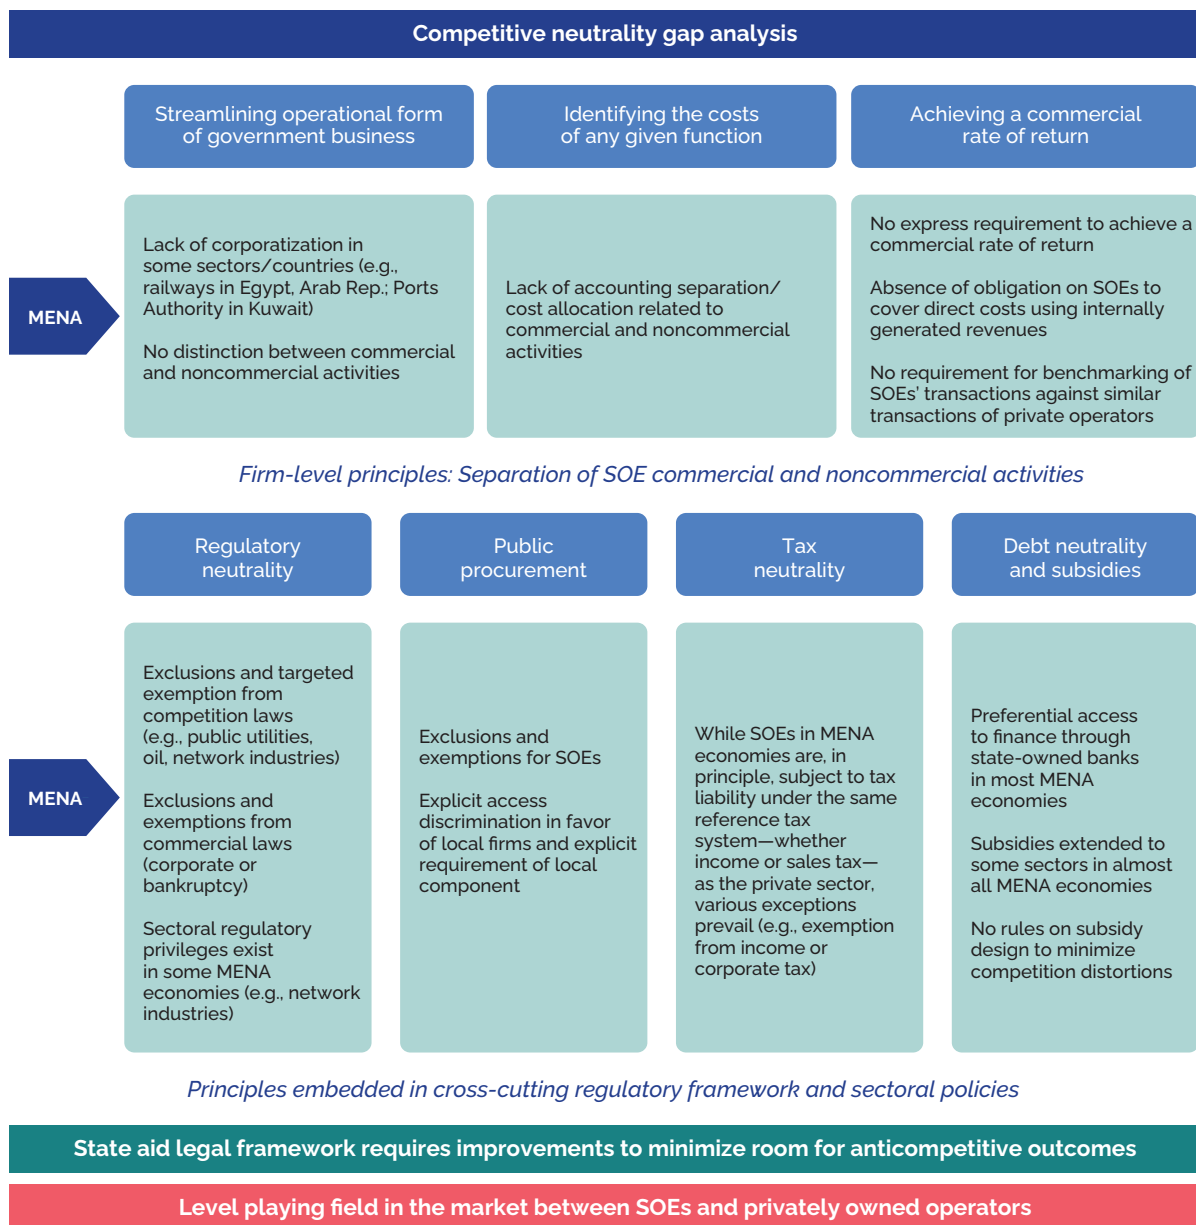 Competitive neutrality gap analysis
Streamlining operational form
of government business
Identifying the costs
of any given function
Achieving a commercial
rate of return
MENA
Lack of corporatization in
some sectors/countries (e.g.,
railways in Egypt, Arab Rep.; Ports
Authority in Kuwait)
No distinction between commercial
and noncommercial activities
Lack of accounting separation/
cost allocation related to
commercial and noncommercial
activities
No express requirement to achieve a
commercial rate of return
Absence of obligation on SOEs to
cover direct costs using internally
generated revenues
No requirement for benchmarking of
SOEs’ transactions against similar
transactions of private operators
Firm-level principles: Separation of SOE commercial and noncommercial activities
Regulatory
neutrality
Public
procurement
Tax
neutrality
Debt neutrality
and subsidies
MENA
Exclusions and targeted
exemption from
competition laws
(e.g., public utilities,
oil, network industries)
Exclusions and
exemptions from
commercial laws
(corporate or
bankruptcy)
Sectoral regulatory
privileges exist
in some MENA
economies (e.g., network
industries)
Exclusions and
exemptions for SOEs
Explicit access
discrimination in favor
of local firms and explicit
requirement of local
component
While SOEs in MENA
economies are, in
principle, subject to tax
liability under the same
reference tax
system—whether
income or sales tax—
as the private sector,
various exceptions
prevail (e.g., exemption
from income or
corporate tax)
Preferential access
to finance through
state-owned banks
in most MENA
economies
Subsidies extended to
some sectors in almost
all MENA economies
No rules on subsidy
design to minimize
competition distortions
Principles embedded in cross-cutting regulatory framework and sectoral policies
State aid legal framework requires improvements to minimize room for anticompetitive outcomes
Level playing field in the market between SOEs and privately owned operators